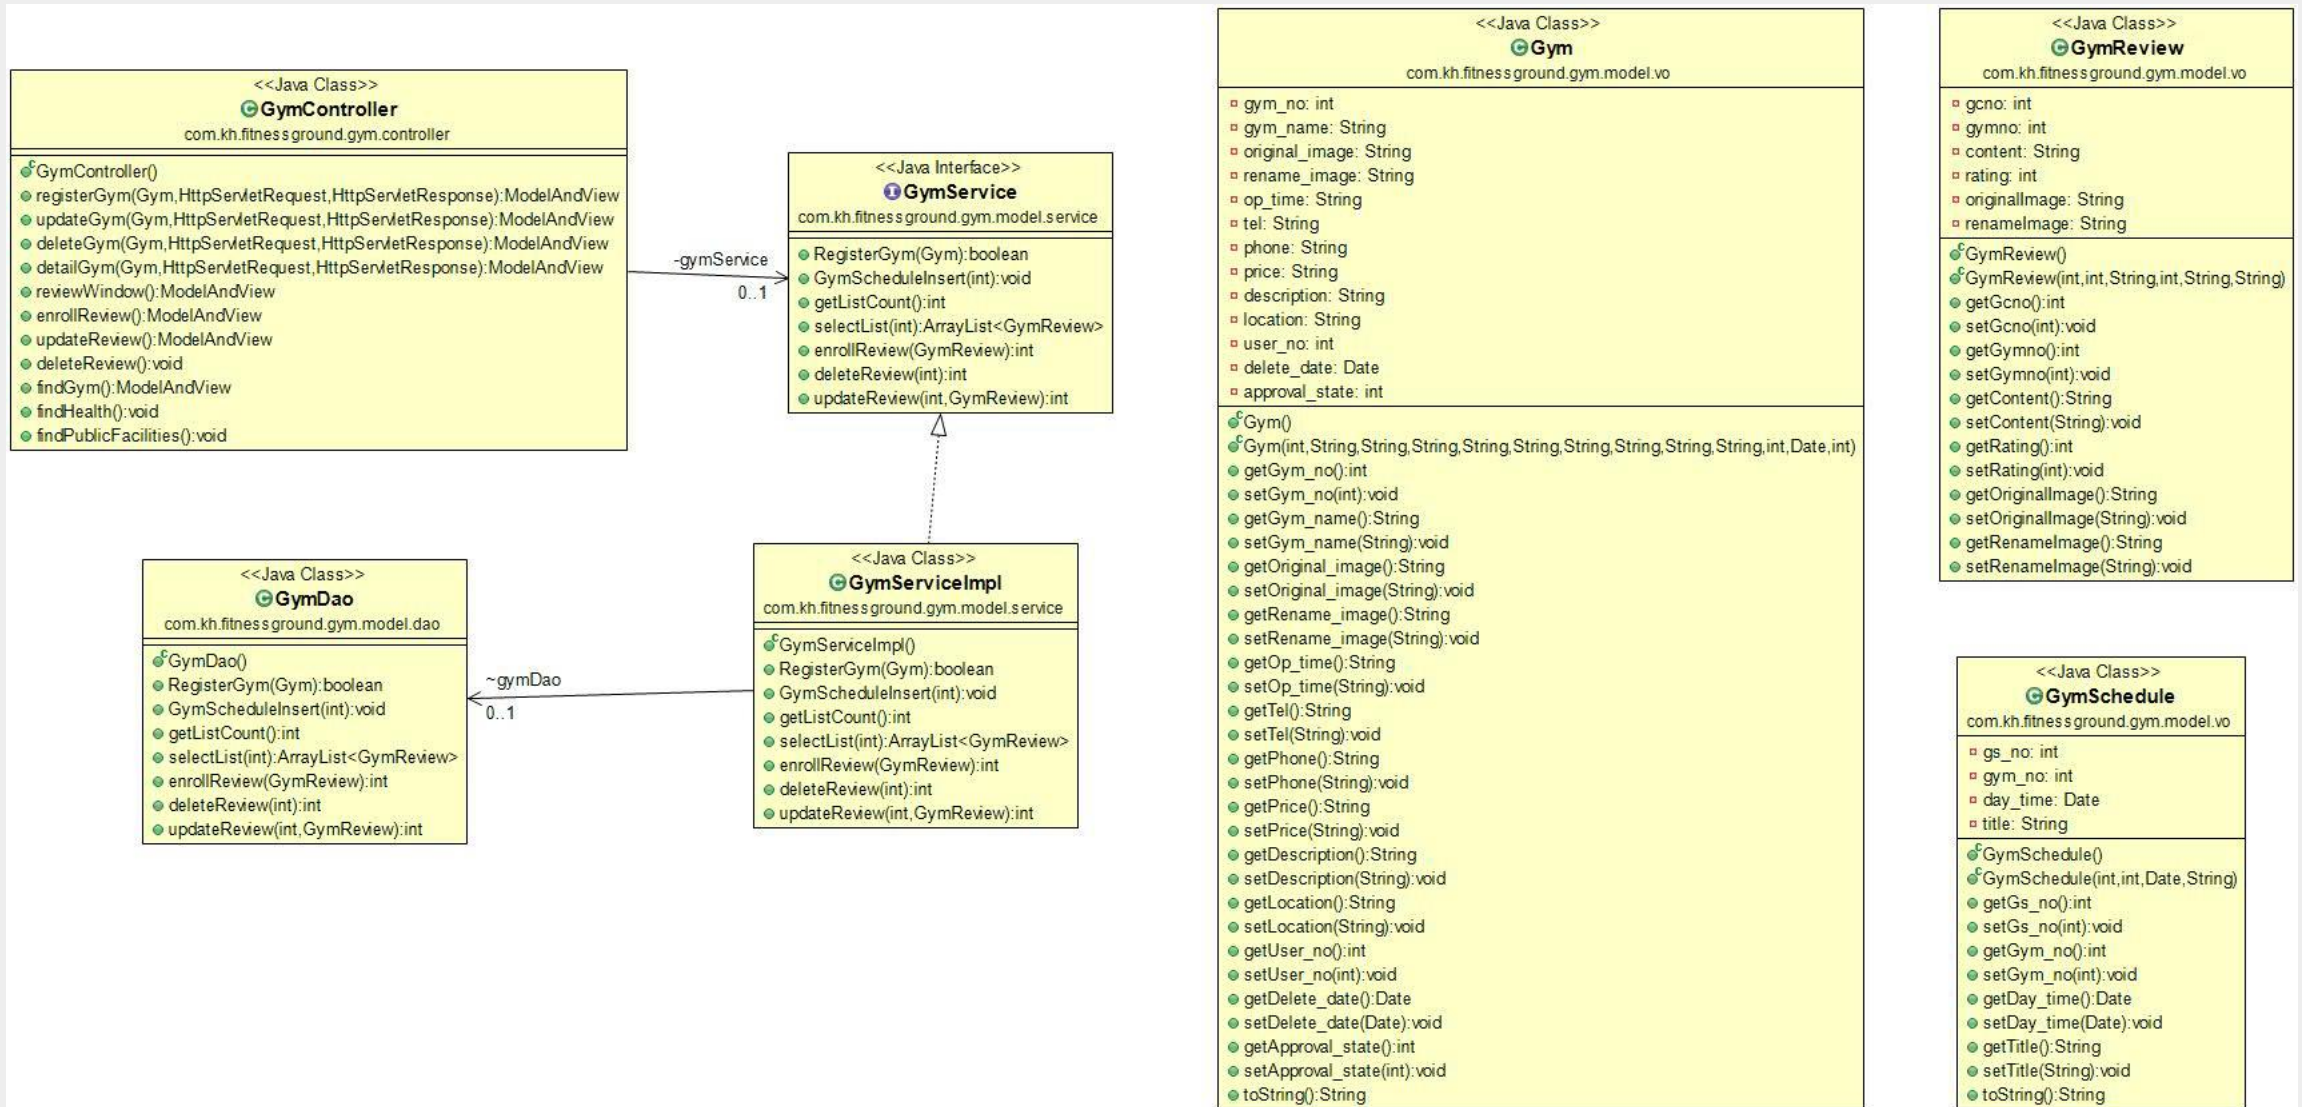 <<Java Class>>
GymController
com.kh.fitnessground.gym.controller
GymController()
registerGym(Gym,HttpServletRequest,HttpServletResponse):ModelAndView
updateGym(Gym,HttpServletRequest,HttpServletResponse):ModelAndView
deleteGym(Gym,HttpServletRequest,HttpServletResponse):ModelAndView
detailGym(Gym,HttpServletRequest,HttpServletResponse):ModelAndView
reviewWindow():ModelAndView
enrollReview():ModelAndView
updateReview():ModelAndView
deleteReview():void
findGym():ModelAndView
findHealth():void
findPublicFacilities():void
-gymService
0..1
<<Java Interface>>
GymService
com.kh.fitnessground.gym.model.service
RegisterGym(Gym):boolean
GymScheduleInsert(int):void
getListCount():int
selectList(int):ArrayList<GymReview>
enrollReview(GymReview):int
deleteReview(int):int
updateReview(int,GymReview):int
<<Java Class>>
GymDao
com.kh.fitnessground.gym.model.dao
GymDao()
RegisterGym(Gym):boolean
GymScheduleInsert(int):void
getListCount():int
selectList(int):ArrayList<GymReview>
enrollReview(GymReview):int
deleteReview(int):int
updateReview(int,GymReview):int
~gymDao
0..1
<<Java Class>>
GymServiceImpl
com.kh.fitnessground.gym.model.service
GymServiceImpl()
RegisterGym(Gym):boolean
GymScheduleInsert(int):void
getListCount():int
selectList(int):ArrayList<GymReview>
enrollReview(GymReview):int
deleteReview(int):int
updateReview(int,GymReview):int
<<Java Class>>
Gym
com.kh.fitnessground.gym.model.vo
gym_no: int
gym_name: String
original_image: String
rename_image: String
op_time: String
tel: String
phone: String
price: String
description: String
location: String
user_no: int
delete_date: Date
approval_state: int
Gym()
Gym(int,String,String,String,String,String,String,String,String,String,int,Date,int)
getGym_no():int
setGym_no(int):void
getGym_name():String
setGym_name(String):void
getOriginal_image():String
setOriginal_image(String):void
getRename_image():String
setRename_image(String):void
getOp_time():String
setOp_time(String):void
getTel():String
setTel(String):void
getPhone():String
setPhone(String):void
getPrice():String
setPrice(String):void
getDescription():String
setDescription(String):void
getLocation():String
setLocation(String):void
getUser_no():int
setUser_no(int):void
getDelete_date():Date
setDelete_date(Date):void
getApproval_state():int
setApproval_state(int):void
toString():String
<<Java Class>>
GymReview
com.kh.fitnessground.gym.model.vo
gcno: int
gymno: int
content: String
rating: int
originalImage: String
renameImage: String
GymReview()
GymReview(int,int,String,int,String,String)
getGcno():int
setGcno(int):void
getGymno():int
setGymno(int):void
getContent():String
setContent(String):void
getRating():int
setRating(int):void
getOriginalImage():String
setOriginalImage(String):void
getRenameImage():String
setRenameImage(String):void
<<Java Class>>
GymSchedule
com.kh.fitnessground.gym.model.vo
gs_no: int
gym_no: int
day_time: Date
title: String
GymSchedule()
GymSchedule(int,int,Date,String)
getGs_no():int
setGs_no(int):void
getGym_no():int
setGym_no(int):void
getDay_time():Date
setDay_time(Date):void
getTitle():String
setTitle(String):void
toString():String